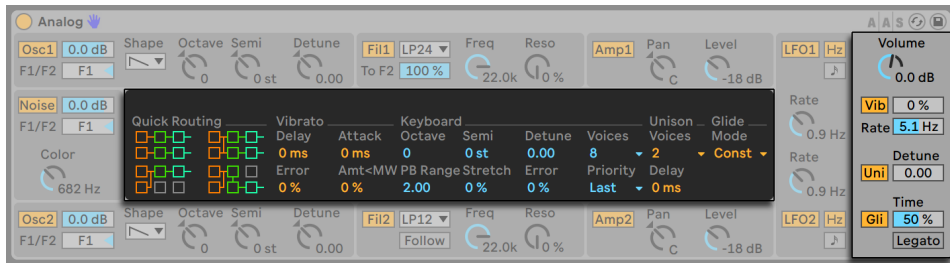 Analog
AAS
Osc1 0.0 dB Shape Octave Semi Detune Fil1 LP24 Freq Reso Amp1 Pan Level LFO1 Hz Volume
F1/F2 F1 0 0 st 0.00 To F2 100 % 22.0k 0 % C -18 dB 0.0 dB
Noise 0.0 dB Rate Vib 0 %
F1/F2 F1 0.9 Hz Rate 5.1 Hz
Quick Routing Vibrato Keyboard Unison Glide
Delay Attack Octave Semi Detune Voices Voices Mode
0 ms 0 ms 0 0 st 0.00 8 2 Const
Error Amt<MW PB Range Stretch Error Priority Delay
0 % 0 % 2.00 0 % 0 % Last 0 ms
Color Rate Detune
682 Hz 0.9 Hz Uni 0.00
Osc2 0.0 dB Shape Octave Semi Detune Fil2 LP12 Freq Reso Amp2 Pan Level LFO2 Hz Time
Gli 50 %
F1/F2 F1 0 0 st 0.00 Follow 22.0k 0 % C -18 dB Legato